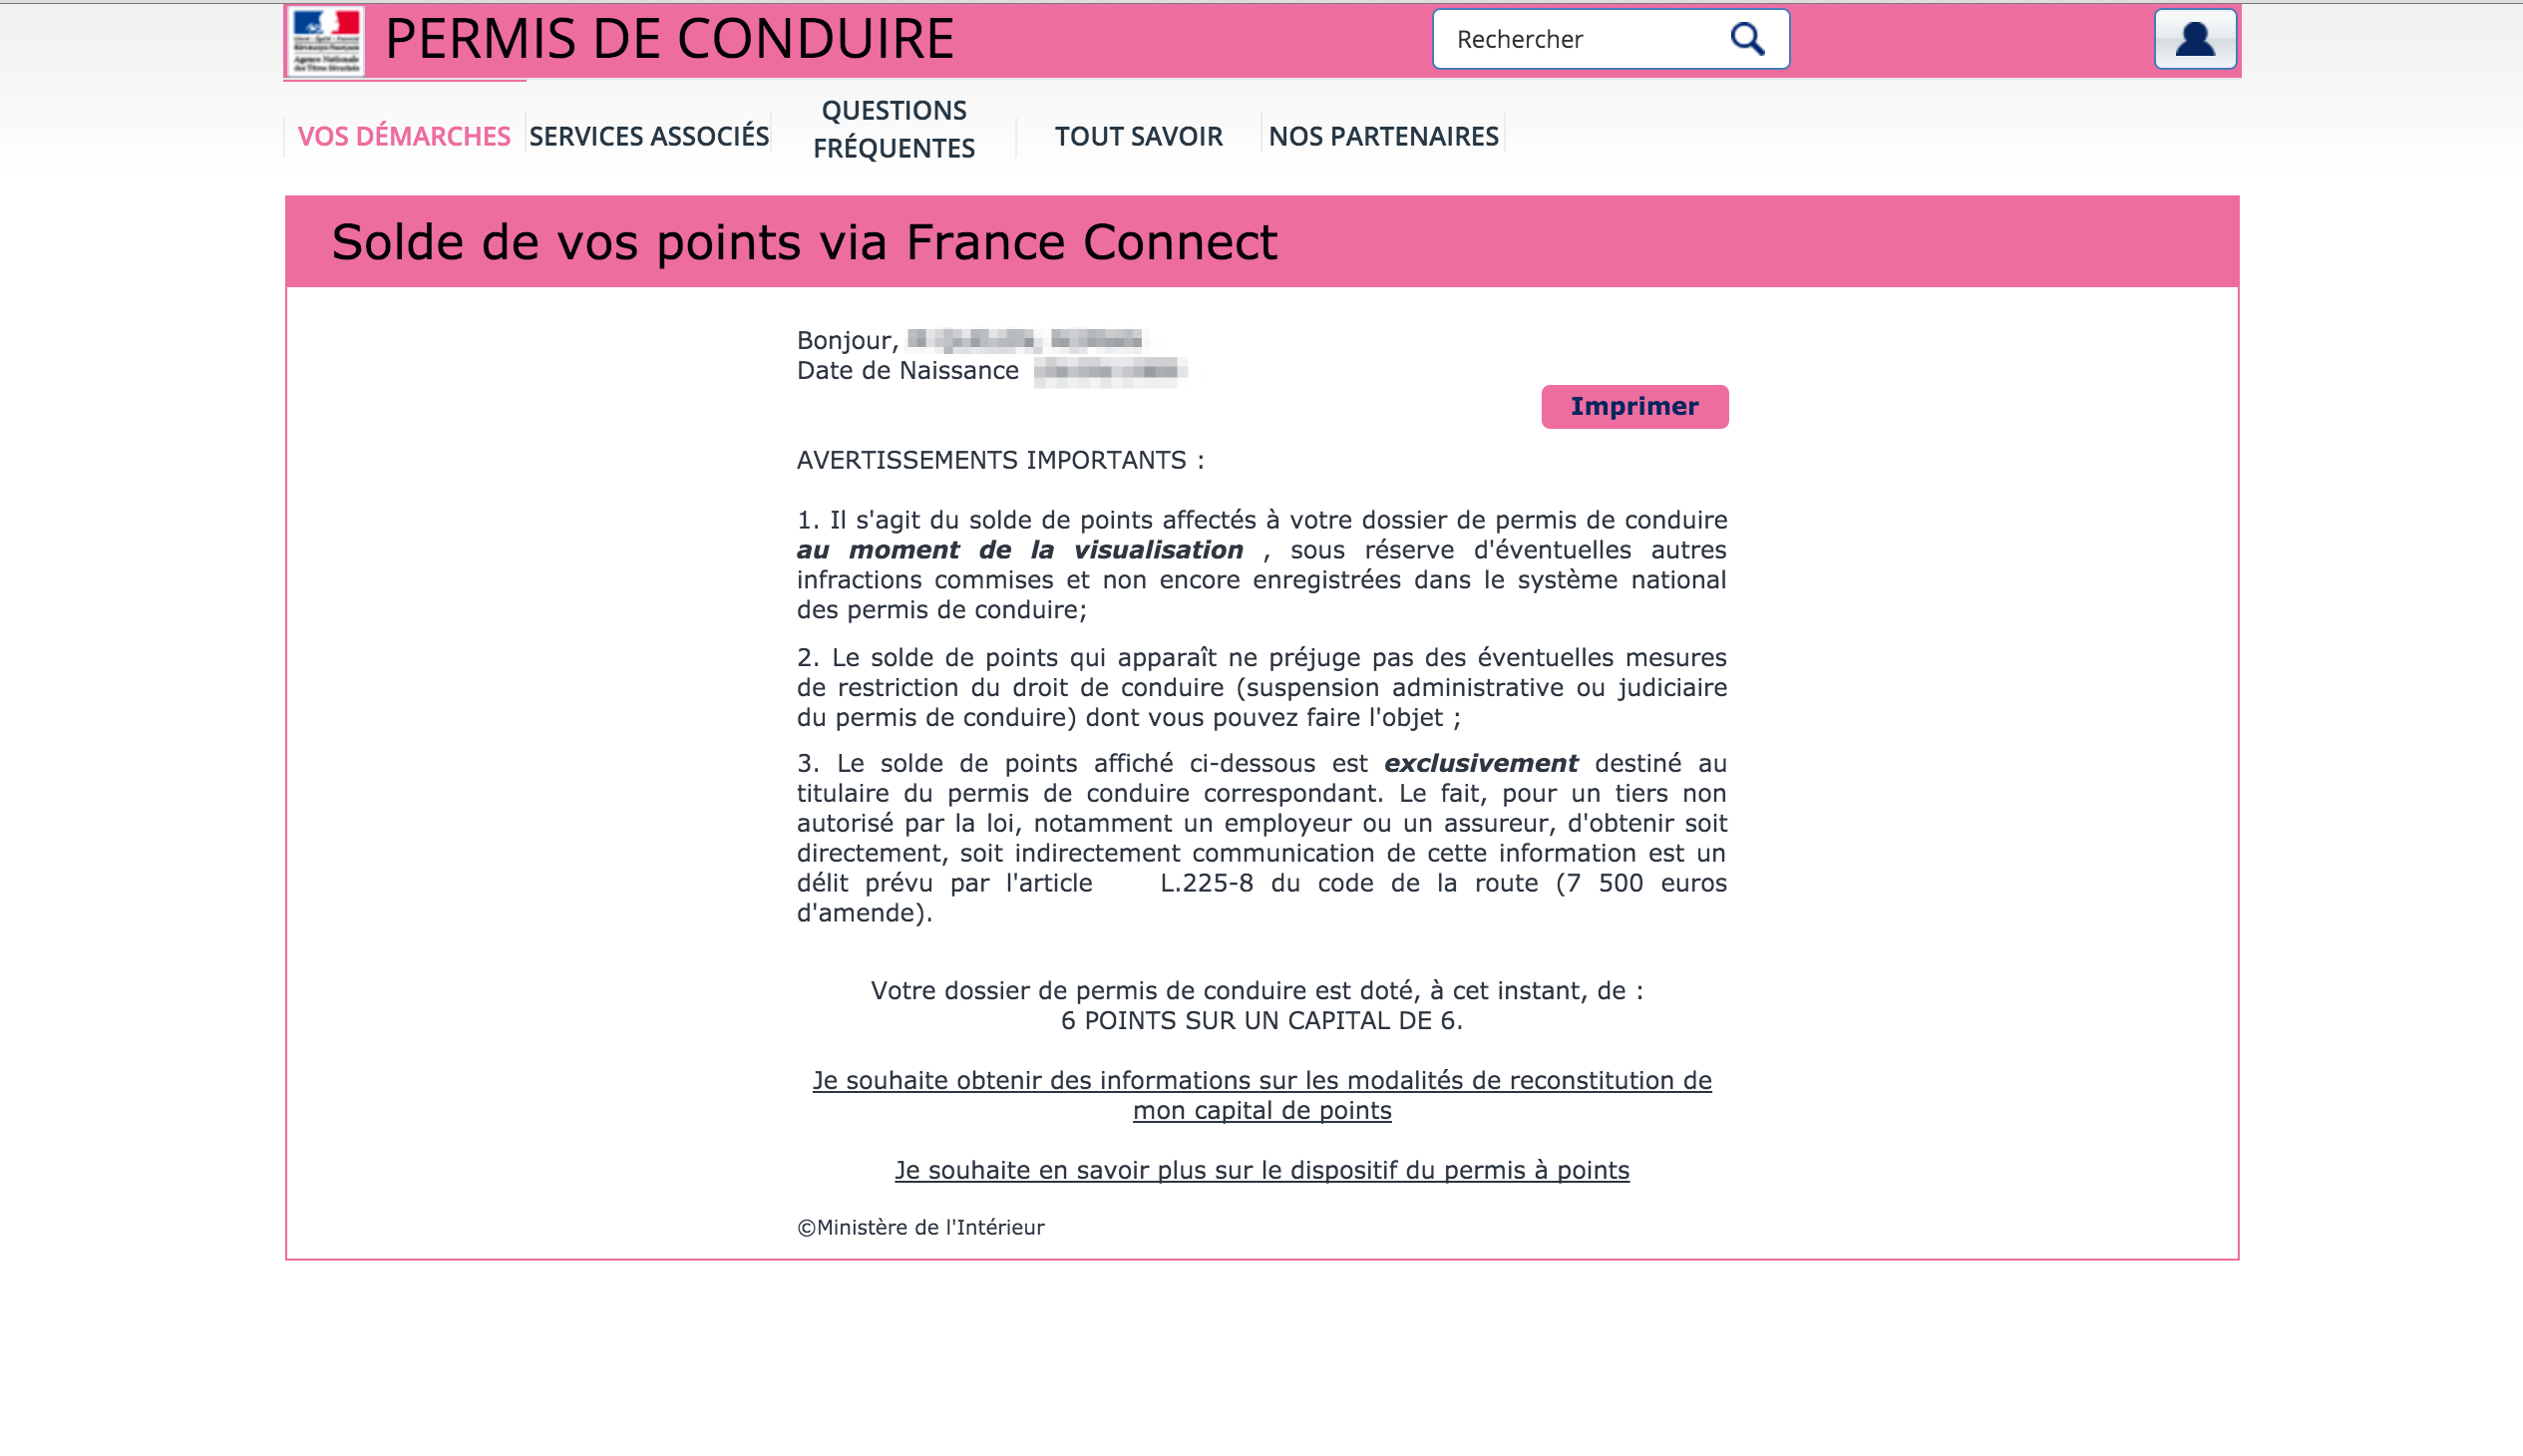 PERMIS DE CONDUIRE
Rechercher
VOS DÉMARCHES
SERVICES ASSOCIÉS
QUESTIONS
FRÉQUENTES
TOUT SAVOIR
NOS PARTENAIRES
Solde de vos points via France Connect
Bonjour,
Date de Naissance
Imprimer
AVERTISSEMENTS IMPORTANTS :
1. Il s'agit du solde de points affectés à votre dossier de permis de conduire
au moment de la visualisation , sous réserve d'éventuelles autres
infractions commises et non encore enregistrées dans le système national
des permis de conduire;
2. Le solde de points qui apparaît ne préjuge pas des éventuelles mesures
de restriction du droit de conduire (suspension administrative ou judiciaire
du permis de conduire) dont vous pouvez faire l'objet ;
3. Le solde de points affiché ci-dessous est exclusivement destiné au
titulaire du permis de conduire correspondant. Le fait, pour un tiers non
autorisé par la loi, notamment un employeur ou un assureur, d'obtenir soit
directement, soit indirectement communication de cette information est un
délit prévu par l'article L.225-8 du code de la route (7 500 euros
d'amende).
Votre dossier de permis de conduire est doté, à cet instant, de :
6 POINTS SUR UN CAPITAL DE 6.
Je souhaite obtenir des informations sur les modalités de reconstitution de
mon capital de points
Je souhaite en savoir plus sur le dispositif du permis à points
©Ministère de l'Intérieur